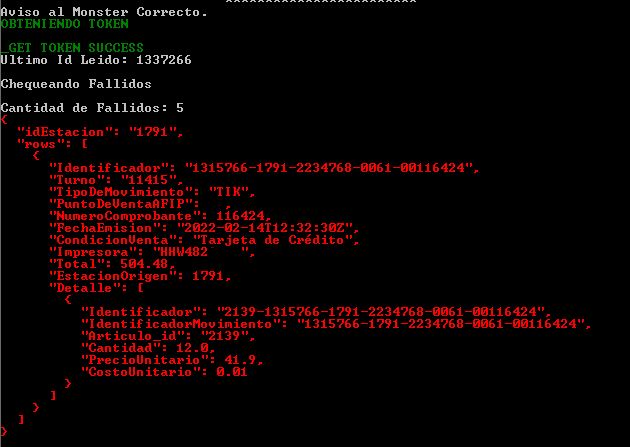 Aviso al Monster Correcto.
OBTENIENDO TOKEN
_GET TOKEN SUCCESS
Ultimo Id Leido: 1337266
Chequeando Fallidos
Cantidad de Fallidos: 5
{
"idEstacion": "1791",
"rows": [
{
"Identificador": "1315766-1791-2234768-0061-00116424",
"Turno": "11415",
"TipoDeMovimiento": "TIK",
"PuntoDeVentaAFIP":   ,
"NumeroComprobante": 116424,
"FechaEmision": "2022-02-14T12:32:30Z",
"CondicionVenta": "Tarjeta de Crédito",
"Impresora": "HHW482    ",
"Total": 504.48,
"EstacionOrigen": 1791,
"Detalle": [
{
"Identificador": "2139-1315766-1791-2234768-0061-00116424",
"IdentificadorMovimiento": "1315766-1791-2234768-0061-00116424",
"Articulo_id": "2139",
"Cantidad": 12.0,
"PrecioUnitario": 41.9,
"CostoUnitario": 0.01
}
]
}
]
}